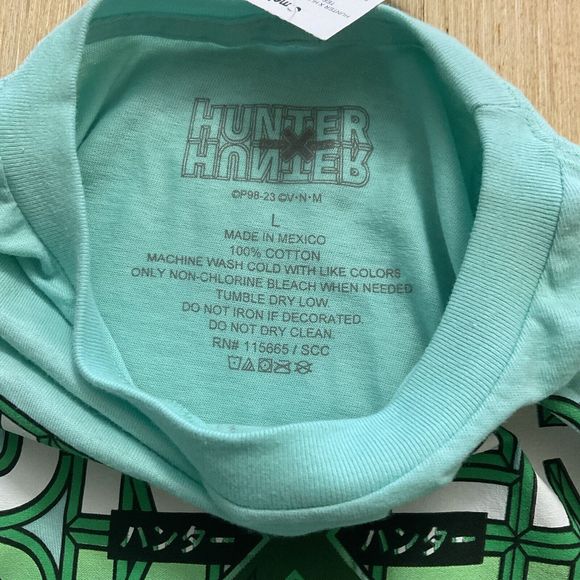 HUNTER
X
HUNTER
©P98-23 ©V·N·M
L
MADE IN MEXICO
100% COTTON
MACHINE WASH COLD WITH LIKE COLORS
ONLY NON-CHLORINE BLEACH WHEN NEEDED
TUMBLE DRY LOW.
DO NOT IRON IF DECORATED.
DO NOT DRY CLEAN.
RN# 115665 / SCC
ハンター ハンター